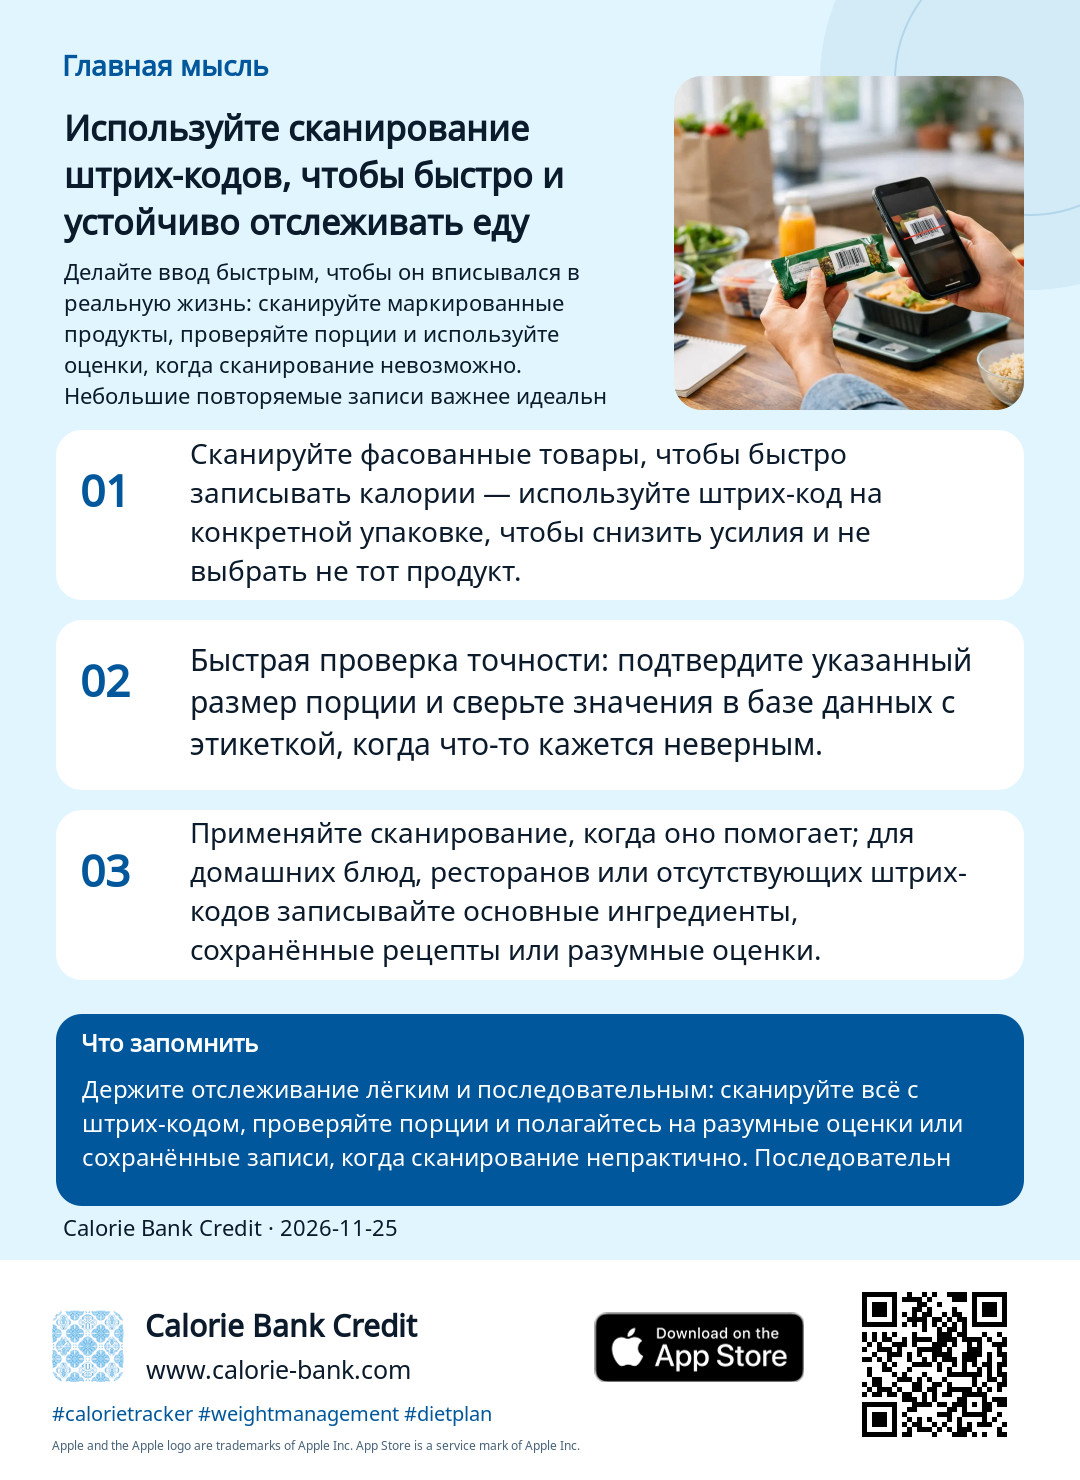 Главная мысль
Используйте сканирование
штрих-кодов, чтобы быстро и
устойчиво отслеживать еду
Делайте ввод быстрым, чтобы он вписывался в
реальную жизнь: сканируйте маркированные
продукты, проверяйте порции и используйте
оценки, когда сканирование невозможно.
Небольшие повторяемые записи важнее идеальн
01
Сканируйте фасованные товары, чтобы быстро
записывать калории — используйте штрих-код на
конкретной упаковке, чтобы снизить усилия и не
выбрать не тот продукт.
02
Быстрая проверка точности: подтвердите указанный
размер порции и сверьте значения в базе данных с
этикеткой, когда что-то кажется неверным.
03
Применяйте сканирование, когда оно помогает; для
домашних блюд, ресторанов или отсутствующих штрих-
кодов записывайте основные ингредиенты,
сохранённые рецепты или разумные оценки.
Что запомнить
Держите отслеживание лёгким и последовательным: сканируйте всё с
штрих-кодом, проверяйте порции и полагайтесь на разумные оценки или
сохранённые записи, когда сканирование непрактично. Последовательн
Calorie Bank Credit · 2026-11-25
Calorie Bank Credit
www.calorie-bank.com
Download on the
App Store
#calorietracker #weightmanagement #dietplan
Apple and the Apple logo are trademarks of Apple Inc. App Store is a service mark of Apple Inc.